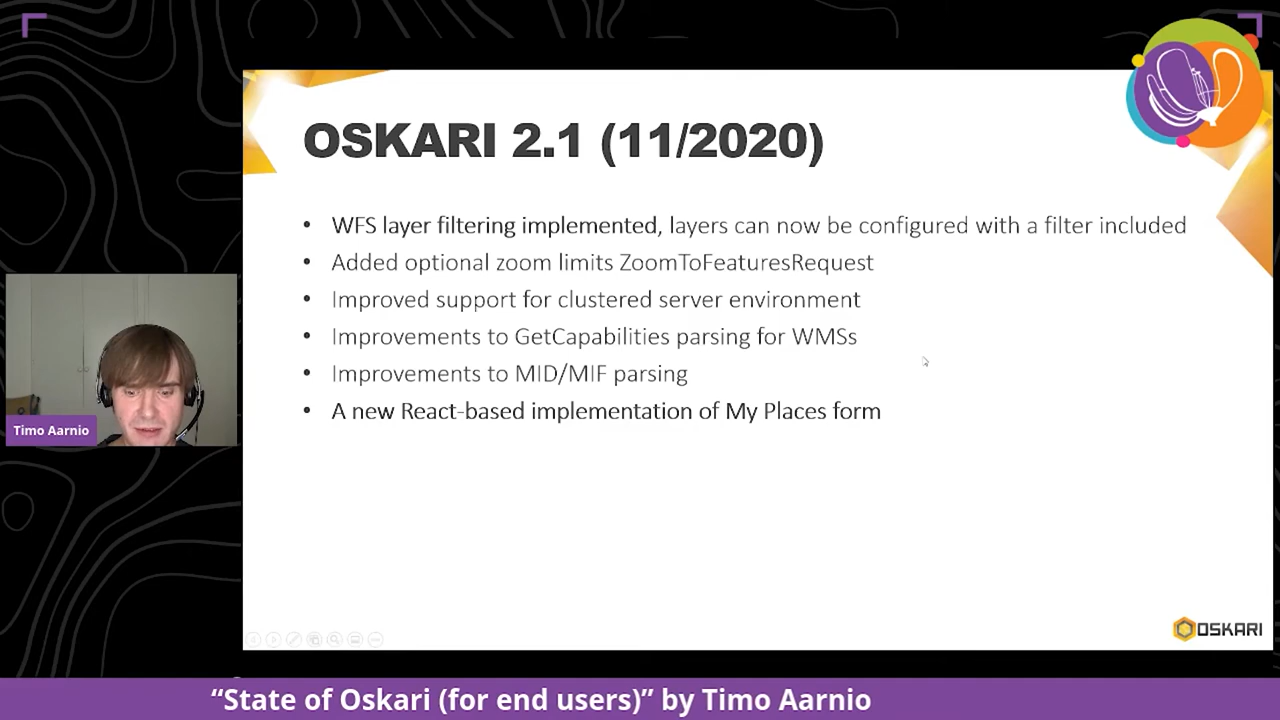 OSKARI 2.1 (11/2020)
• WFS layer filtering implemented, layers can now be configured with a filter included
• Added optional zoom limits ZoomToFeaturesRequest
• Improved support for clustered server environment
• Improvements to GetCapabilities parsing for WMSs
• Improvements to MID/MIF parsing
• A new React-based implementation of My Places form
Timo Aarnio
OSKARI
“State of Oskari (for end users)” by Timo Aarnio